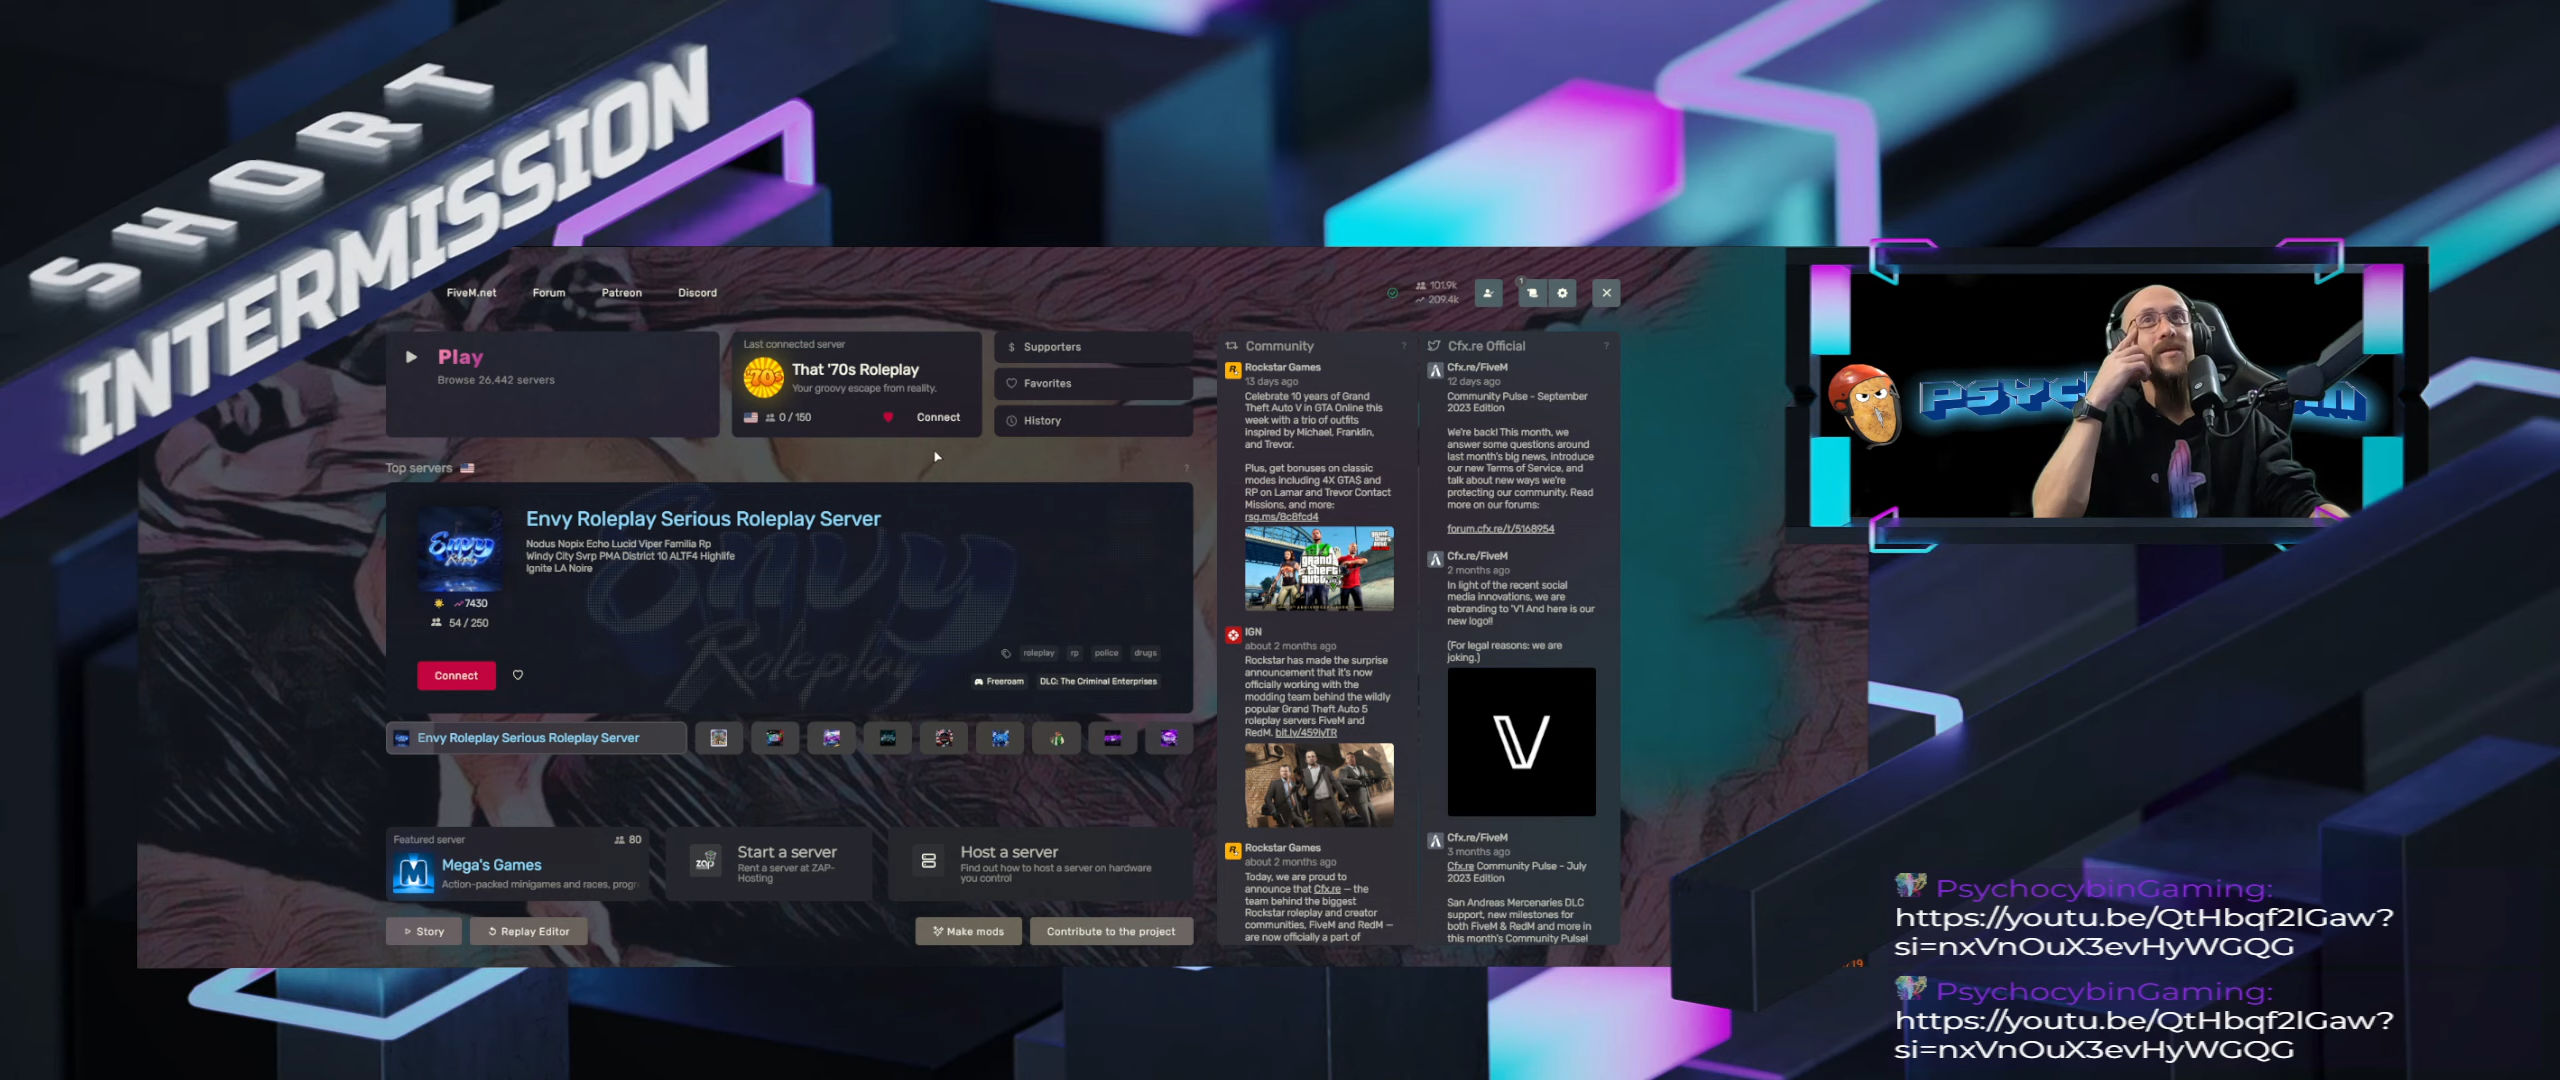 SHORT
INTERMISSION
FiveM.net
Forum
Patreon
Discord
101.9k
209.4k
1
Play
Browse 26,442 servers
Last connected server
'70s
That '70s Roleplay
Your groovy escape from reality.
0 / 150
Connect
$ Supporters
Favorites
History
Top servers
?
Envy
Roleplay
Envy Roleplay Serious Roleplay Server
Nodus Nopix Echo Lucid Viper Familia Rp
Windy City Svrp PMA District 10 ALTF4 Highlife
Ignite LA Noire
7430
54 / 250
Connect
roleplay
rp
police
drugs
Freeroam
DLC: The Criminal Enterprises
Envy Roleplay Serious Roleplay Server
Featured server
80
M
Mega's Games
Action-packed minigames and races, progr
zap
Start a server
Rent a server at ZAP-
Hosting
Host a server
Find out how to host a server on hardware
you control
Story
Replay Editor
Make mods
Contribute to the project
Community
?
Rockstar Games
13 days ago
Celebrate 10 years of Grand
Theft Auto V in GTA Online this
week with a trio of outfits
inspired by Michael, Franklin,
and Trevor.
Plus, get bonuses on classic
modes including 4X GTA$ and
RP on Lamar and Trevor Contact
Missions, and more:
rsg.ms/8c8fcd4
grand
theft
auto
IGN
about 2 months ago
Rockstar has made the surprise
announcement that it's now
officially working with the
modding team behind the wildly
popular Grand Theft Auto 5
roleplay servers FiveM and
RedM. bit.ly/459iyTR
Rockstar Games
about 2 months ago
Today, we are proud to
announce that Cfx.re — the
team behind the biggest
Rockstar roleplay and creator
communities, FiveM and RedM —
are now officially a part of
Cfx.re Official
?
Cfx.re/FiveM
12 days ago
Community Pulse - September
2023 Edition
We're back! This month, we
answer some questions around
last month's big news, introduce
our new Terms of Service, and
talk about new ways we're
protecting our community. Read
more on our forums:
forum.cfx.re/t/5168954
Cfx.re/FiveM
2 months ago
In light of the recent social
media innovations, we are
rebranding to 'V'! And here is our
new logo!!
(For legal reasons: we are
joking.)
V
Cfx.re/FiveM
3 months ago
Cfx.re Community Pulse - July
2023 Edition
San Andreas Mercenaries DLC
support, new milestones for
both FiveM & RedM and more in
this month's Community Pulse!
PsychocybinGaming:
https://youtu.be/QtHbqf2lGaw?
si=nxVnOuX3evHyWGQG
PsychocybinGaming:
https://youtu.be/QtHbqf2lGaw?
si=nxVnOuX3evHyWGQG